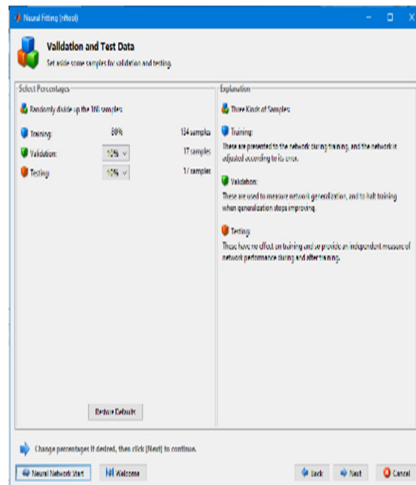 Neural Fitting (nftool)
Validation and Test Data
Set aside some samples for validation and testing.
Select Percentages
Randomly divide up the 168 samples:
Training: 80% 134 samples
Validation: 10% 17 samples
Testing: 10% 17 samples
Restore Defaults
Explanation
Three Kinds of Samples:
Training:
These are presented to the network during training, and the network is
adjusted according to its error.
Validation:
These are used to measure network generalization, and to halt training
when generalization stops improving.
Testing:
These have no effect on training and so provide an independent measure of
network performance during and after training.
Change percentages if desired, then click [Next] to continue.
Neural Network Start
Welcome
Back
Next
Cancel